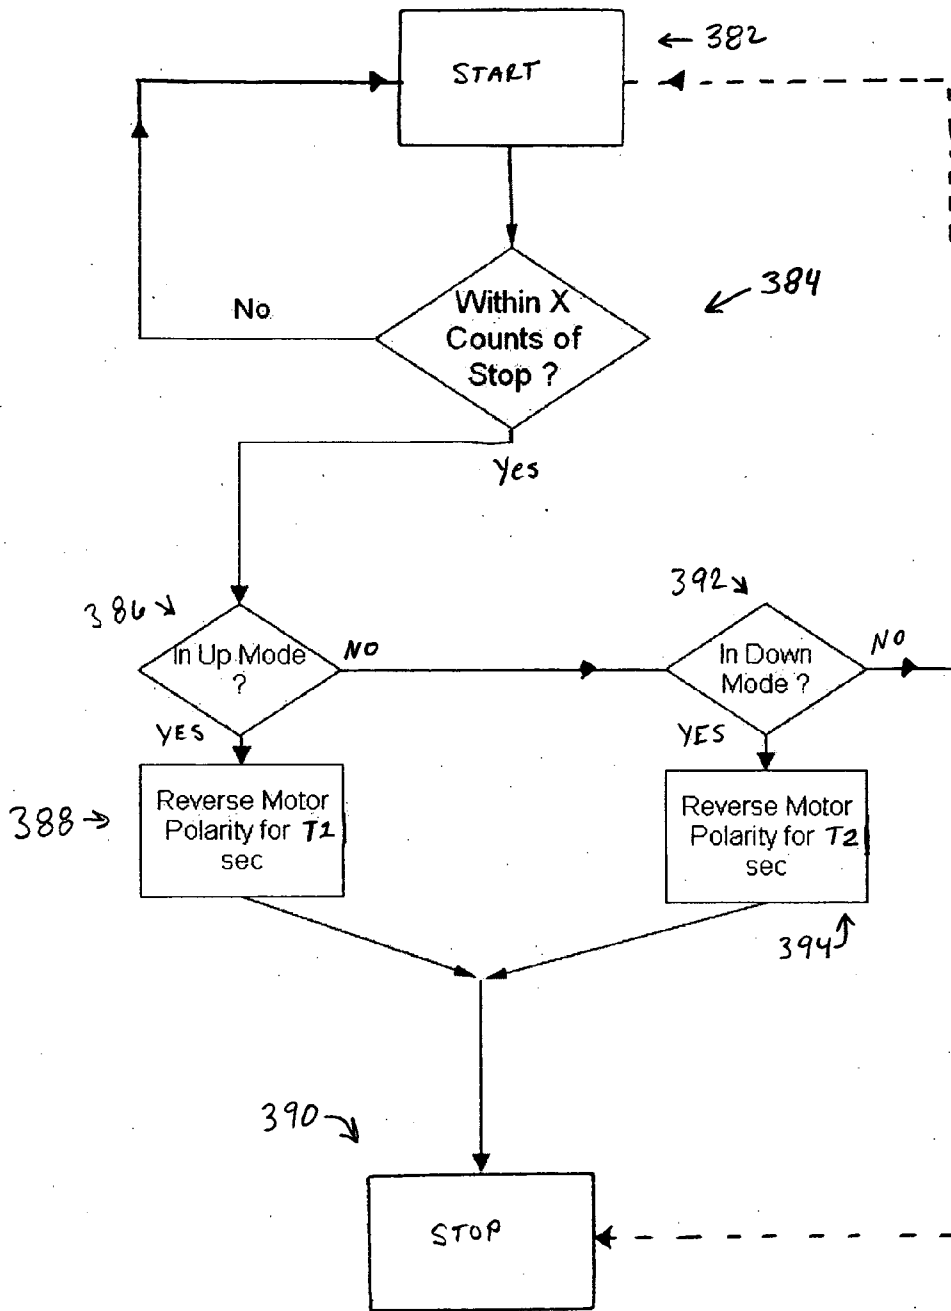 ← 382
START
384
No
Within X
Counts of
Stop ?
Yes
386
In Up Mode
?
NO
392
In Down
Mode ?
NO
YES
YES
388 →
Reverse Motor
Polarity for T1
sec
Reverse Motor
Polarity for T2
sec
394
390
STOP